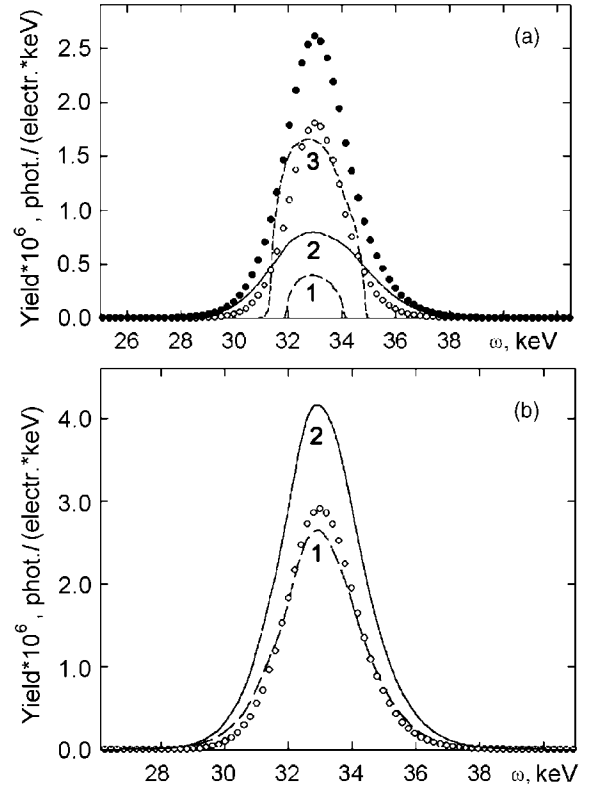 (a)
Yield*10⁶ , phot./(electr.*keV)
2.5
2.0
1.5
1.0
0.5
0.0
3
2
1
26 28 30 32 34 36 38 ω, keV
(b)
Yield*10⁶ , phot./(electr.*keV)
4.0
3.0
2.0
1.0
0.0
2
1
28 30 32 34 36 38 ω, keV